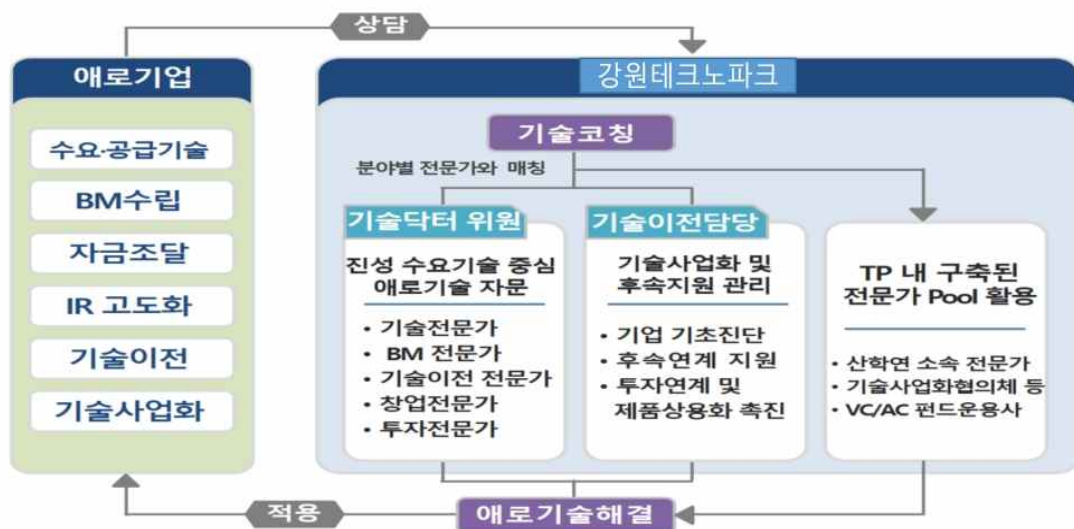 상담
애로기업
수요·공급기술
BM수립
자금조달
IR 고도화
기술이전
기술사업화
강원테크노파크
기술코칭
분야별 전문가와 매칭
기술닥터 위원
진성 수요기술 중심
애로기술 자문
• 기술전문가
• BM 전문가
• 기술이전 전문가
• 창업전문가
• 투자전문가
기술이전담당
기술사업화 및
후속지원 관리
• 기업 기초진단
• 후속연계 지원
• 투자연계 및
제품상용화 촉진
TP 내 구축된
전문가 Pool 활용
• 산학연 소속 전문가
• 기술사업화협의체 등
• VC/AC 펀드운용사
적용
애로기술해결